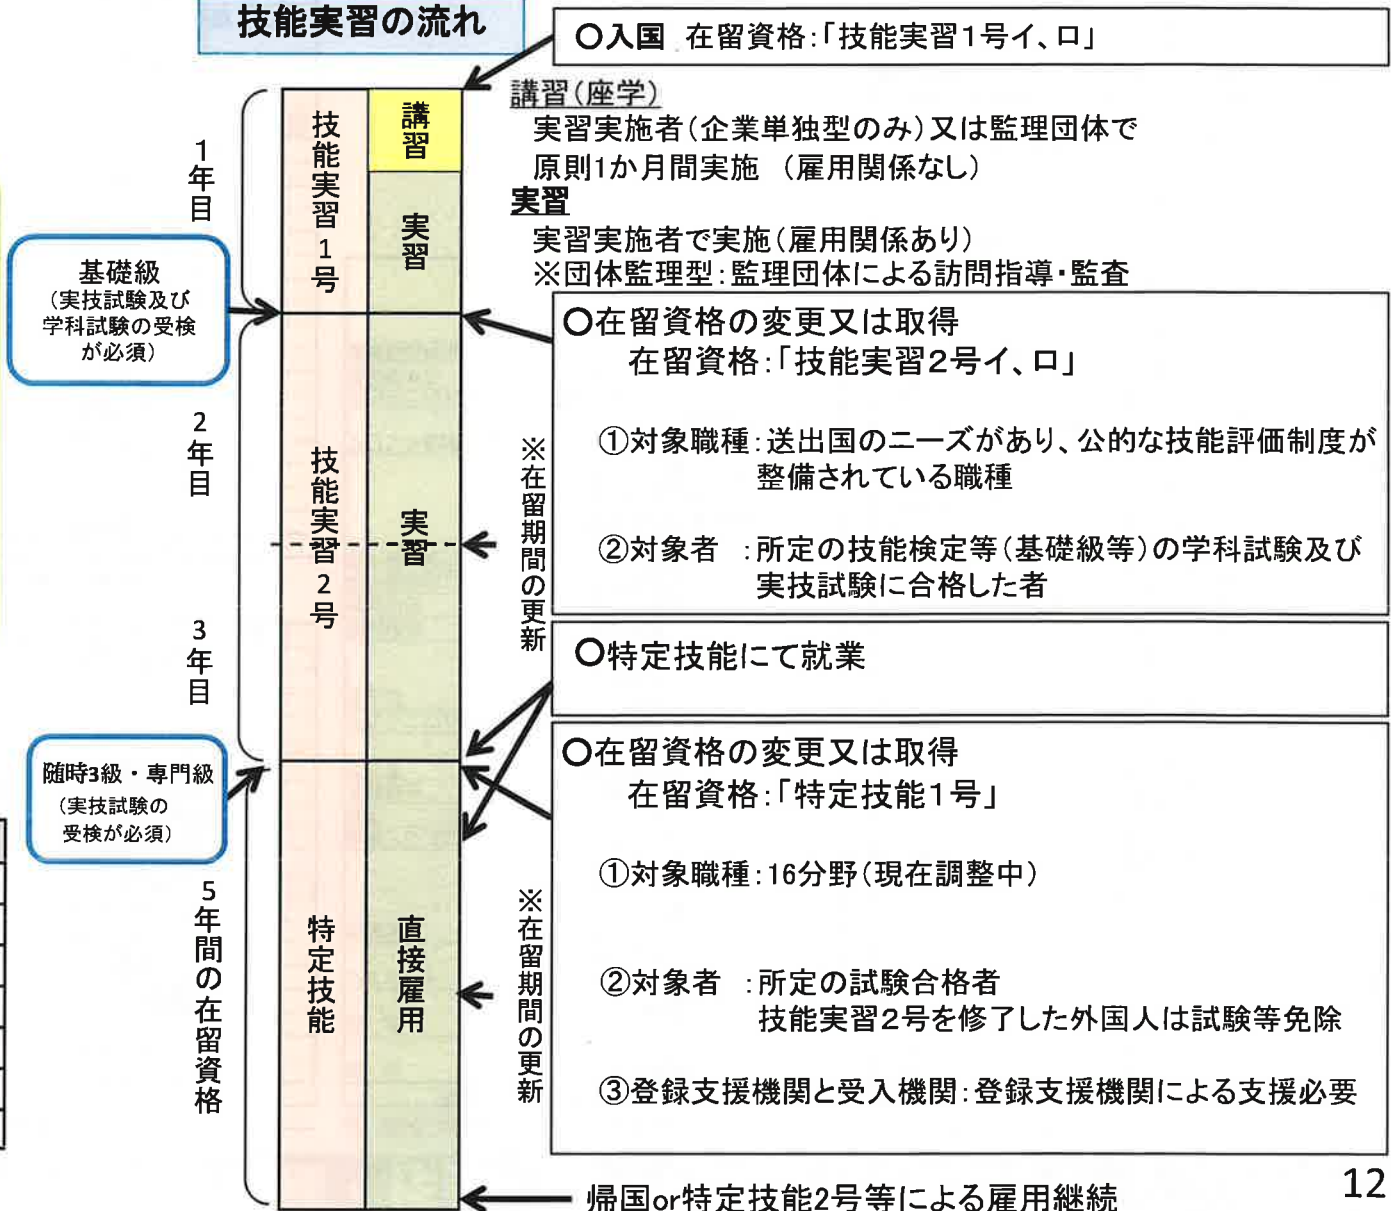 技能実習の流れ
〇入国 在留資格:「技能実習1号イ、ロ」
講習(座学)
実習実施者(企業単独型のみ)又は監理団体で
原則1か月間実施 (雇用関係なし)
実習
実習実施者で実施(雇用関係あり)
※団体監理型:監理団体による訪問指導・監査
1年目
技能実習1号
講習
実習
基礎級
(実技試験及び
学科試験の受検
が必須)
〇在留資格の変更又は取得
在留資格:「技能実習2号イ、ロ」
①対象職種:送出国のニーズがあり、公的な技能評価制度が
整備されている職種
②対象者 :所定の技能検定等(基礎級等)の学科試験及び
実技試験に合格した者
2年目
技能実習2号
実習
※在留期間の更新
3年目
〇特定技能にて就業
随時3級・専門級
(実技試験の
受検が必須)
〇在留資格の変更又は取得
在留資格:「特定技能1号」
①対象職種:16分野(現在調整中)
②対象者 :所定の試験合格者
技能実習2号を修了した外国人は試験等免除
③登録支援機関と受入機関:登録支援機関による支援必要
5年間の在留資格
特定技能
直接雇用
※在留期間の更新
帰国or特定技能2号等による雇用継続
12